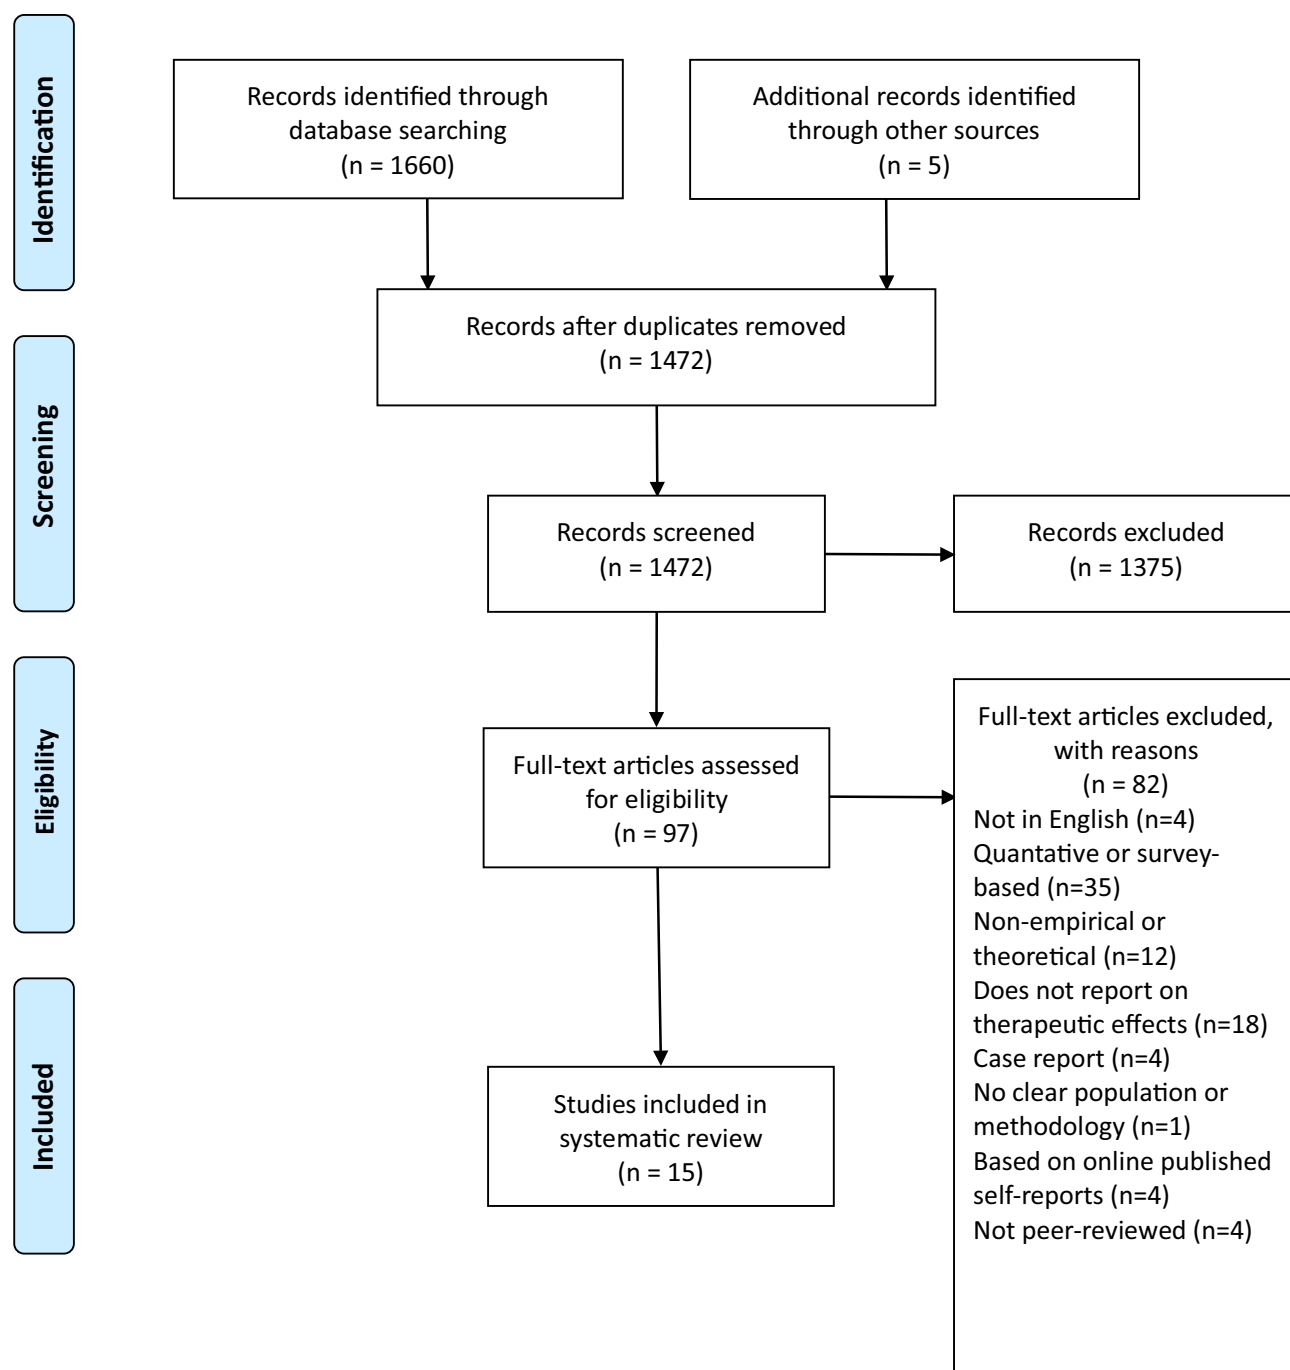 Identification
Records identified through
database searching
(n = 1660)
Additional records identified
through other sources
(n = 5)
Records after duplicates removed
(n = 1472)
Screening
Records screened
(n = 1472)
Records excluded
(n = 1375)
Eligibility
Full-text articles assessed
for eligibility
(n = 97)
Full-text articles excluded,
with reasons
(n = 82)
Not in English (n=4)
Quantative or survey-
based (n=35)
Non-empirical or
theoretical (n=12)
Does not report on
therapeutic effects (n=18)
Case report (n=4)
No clear population or
methodology (n=1)
Based on online published
self-reports (n=4)
Not peer-reviewed (n=4)
Included
Studies included in
systematic review
(n = 15)